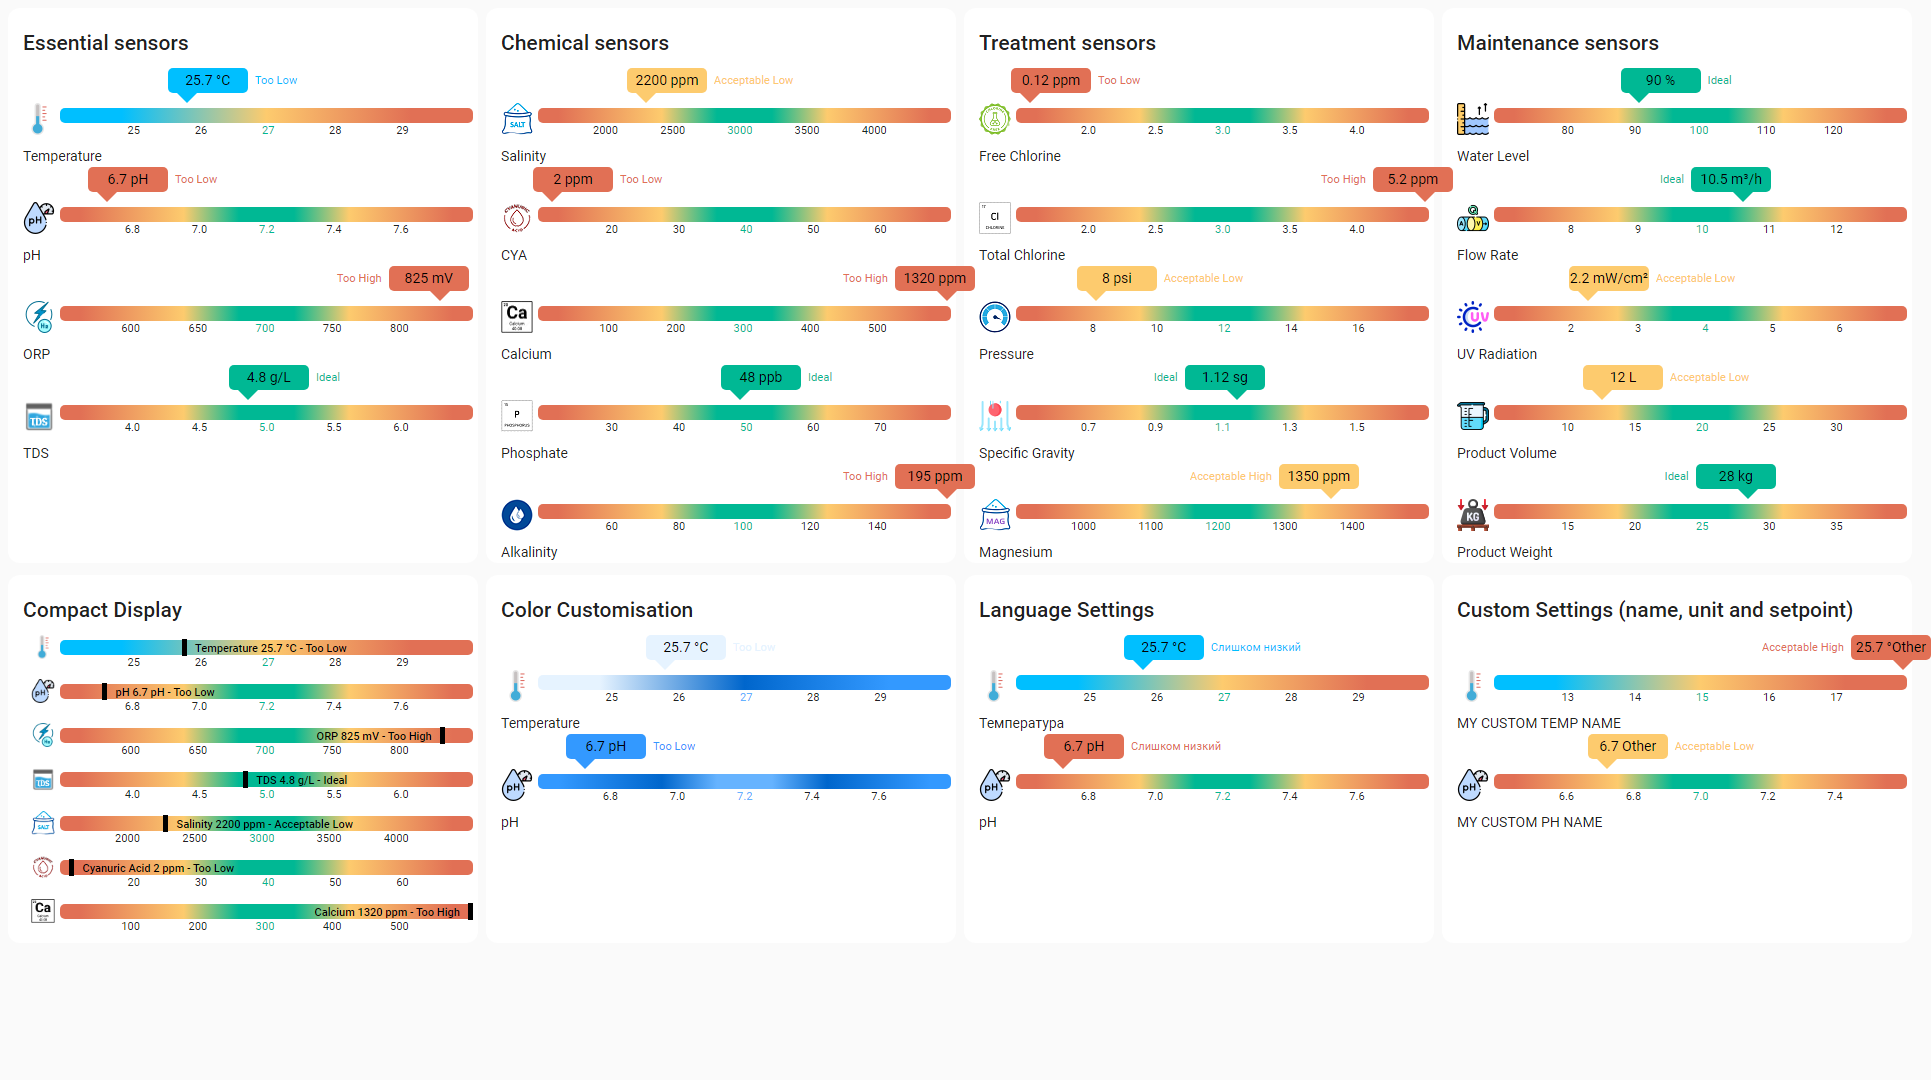 Essential sensors
25.7 °C Too Low
25 26 27 28 29
Temperature
6.7 pH Too Low
pH
6.8 7.0 7.2 7.4 7.6
pH
Too High 825 mV
600 650 700 750 800
ORP
4.8 g/L Ideal
TDS
4.0 4.5 5.0 5.5 6.0
TDS
Chemical sensors
2200 ppm Acceptable Low
SALT
2000 2500 3000 3500 4000
Salinity
2 ppm Too Low
CYANURIC ACID
20 30 40 50 60
CYA
Too High 1320 ppm
Ca
Calcium
100 200 300 400 500
Calcium
48 ppb Ideal
P
PHOSPHORUS
30 40 50 60 70
Phosphate
Too High 195 ppm
60 80 100 120 140
Alkalinity
Treatment sensors
0.12 ppm Too Low
2.0 2.5 3.0 3.5 4.0
Free Chlorine
Too High 5.2 ppm
17
Cl
CHLORINE
2.0 2.5 3.0 3.5 4.0
Total Chlorine
8 psi Acceptable Low
8 10 12 14 16
Pressure
Ideal 1.12 sg
0.7 0.9 1.1 1.3 1.5
Specific Gravity
Acceptable High 1350 ppm
MAG
1000 1100 1200 1300 1400
Magnesium
Maintenance sensors
90 % Ideal
80 90 100 110 120
Water Level
Ideal 10.5 m³/h
Q
A V
8 9 10 11 12
Flow Rate
2.2 mW/cm² Acceptable Low
UV
2 3 4 5 6
UV Radiation
12 L Acceptable Low
10 15 20 25 30
Product Volume
Ideal 28 kg
KG
15 20 25 30 35
Product Weight
Compact Display
Temperature 25.7 °C - Too Low
25 26 27 28 29
pH
pH 6.7 pH - Too Low
6.8 7.0 7.2 7.4 7.6
ORP 825 mV - Too High
600 650 700 750 800
TDS
TDS 4.8 g/L - Ideal
4.0 4.5 5.0 5.5 6.0
SALT
Salinity 2200 ppm - Acceptable Low
2000 2500 3000 3500 4000
Cyanuric Acid 2 ppm - Too Low
20 30 40 50 60
Ca
Calcium 1320 ppm - Too High
100 200 300 400 500
Color Customisation
25.7 °C Too Low
25 26 27 28 29
Temperature
6.7 pH Too Low
pH
6.8 7.0 7.2 7.4 7.6
pH
Language Settings
25.7 °C Слишком низкий
25 26 27 28 29
Температура
6.7 pH Слишком низкий
pH
6.8 7.0 7.2 7.4 7.6
pH
Custom Settings (name, unit and setpoint)
Acceptable High 25.7 °Other
13 14 15 16 17
MY CUSTOM TEMP NAME
6.7 Other Acceptable Low
pH
6.6 6.8 7.0 7.2 7.4
MY CUSTOM PH NAME